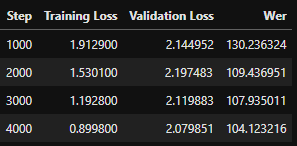 Step Training Loss Validation Loss Wer
1000 1.912900 2.144952 130.236324
2000 1.530100 2.197483 109.436951
3000 1.192800 2.119883 107.935011
4000 0.899800 2.079851 104.123216